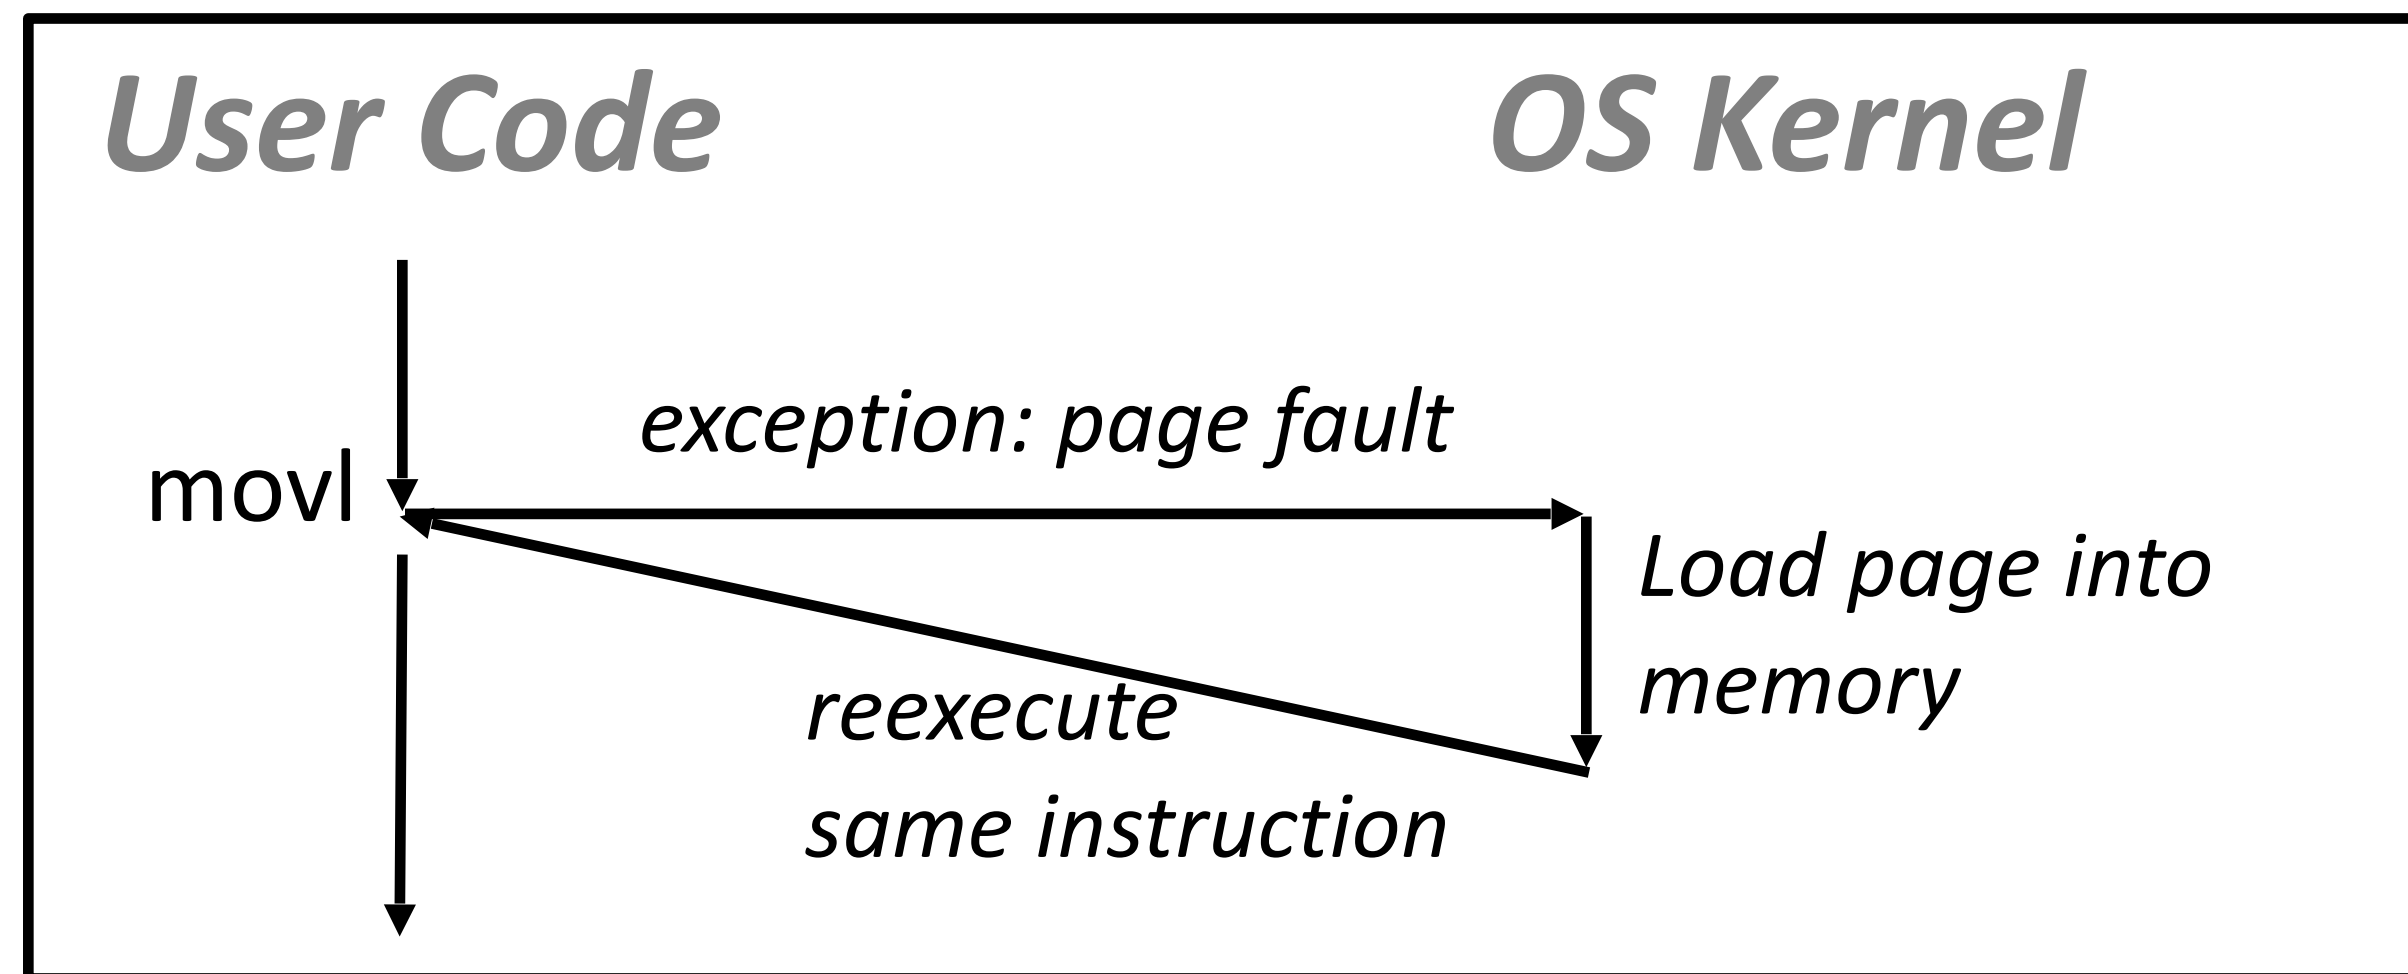 User Code
OS Kernel
exception: page fault
movl
Load page into
memory
reexecute
same instruction